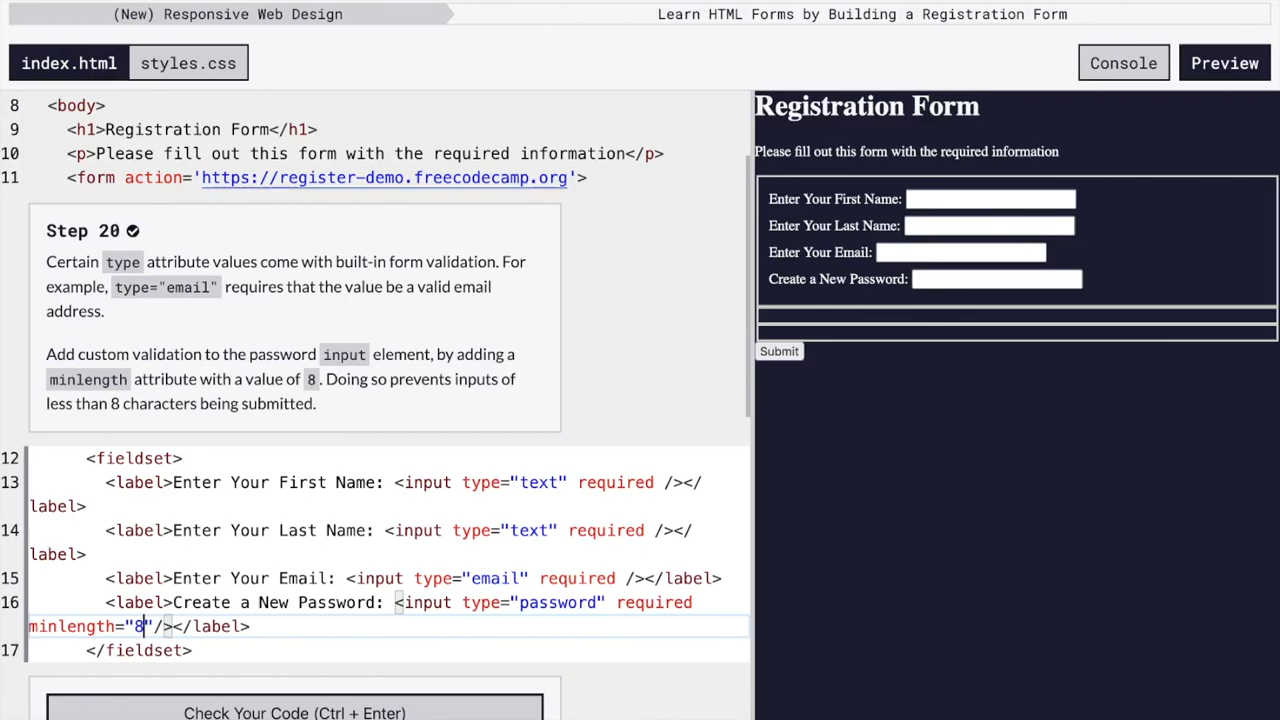 (New) Responsive Web Design
Learn HTML Forms by Building a Registration Form
index.html
styles.css
Console
Preview
8 <body>
9 <h1>Registration Form</h1>
10 <p>Please fill out this form with the required information</p>
11 <form action='https://register-demo.freecodecamp.org'>
Step 20
Certain type attribute values come with built-in form validation. For
example, type="email" requires that the value be a valid email
address.
Add custom validation to the password input element, by adding a
minlength attribute with a value of 8. Doing so prevents inputs of
less than 8 characters being submitted.
12 <fieldset>
13 <label>Enter Your First Name: <input type="text" required /></
label>
14 <label>Enter Your Last Name: <input type="text" required /></
label>
15 <label>Enter Your Email: <input type="email" required /></label>
16 <label>Create a New Password: <input type="password" required
minlength="8"/></label>
17 </fieldset>
Check Your Code (Ctrl + Enter)
Registration Form
Please fill out this form with the required information
Enter Your First Name:
Enter Your Last Name:
Enter Your Email:
Create a New Password:
Submit